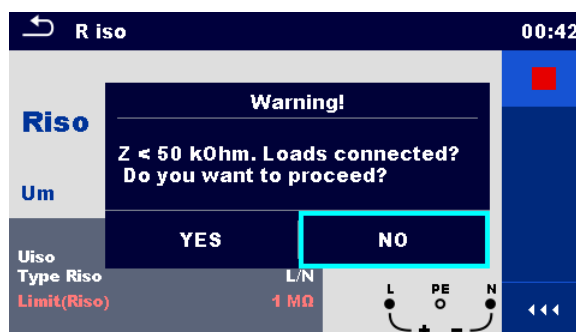 R iso
00:42
Warning!
Riso
Z < 50 kOhm. Loads connected?
Do you want to proceed?
Um
YES
NO
Uiso
Type Riso L/N
Limit(Riso) 1 MΩ
L PE N
+ -